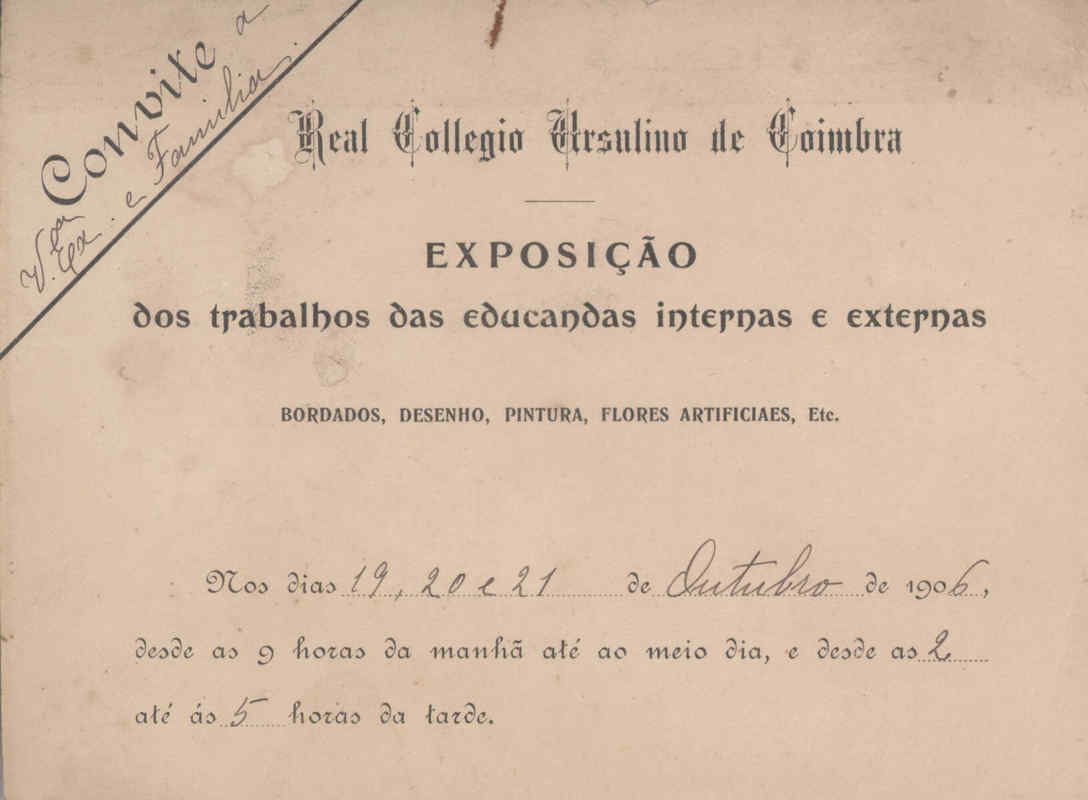 Convite a
V. Exª. e Familia.
Real Collegio Ursulino de Coimbra
EXPOSIÇÃO
dos trabalhos das educandas internas e externas
BORDADOS, DESENHO, PINTURA, FLORES ARTIFICIAES, Etc.
Nos dias 19, 20 e 21 de Outubro de 1906,
desde as 9 horas da manhã até ao meio dia, e desde as 2
até ás 5 horas da tarde.